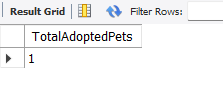 Result Grid Filter Rows:
TotalAdoptedPets
1